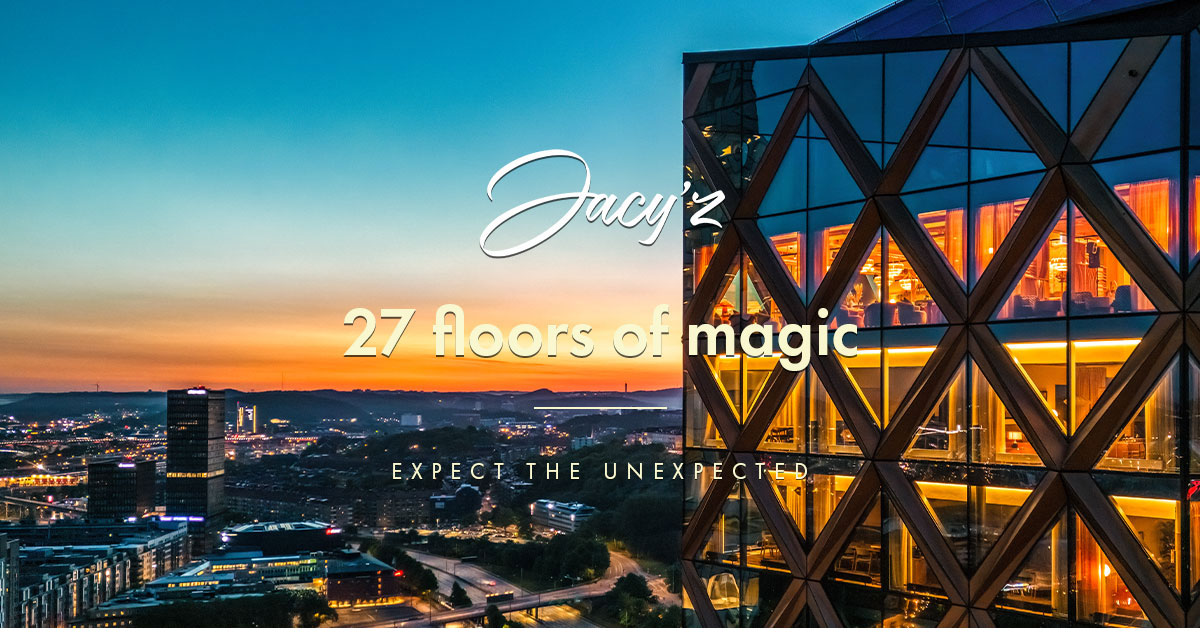 Jacy'z
27 floors of magic
EXPECT THE UNEXPECTED